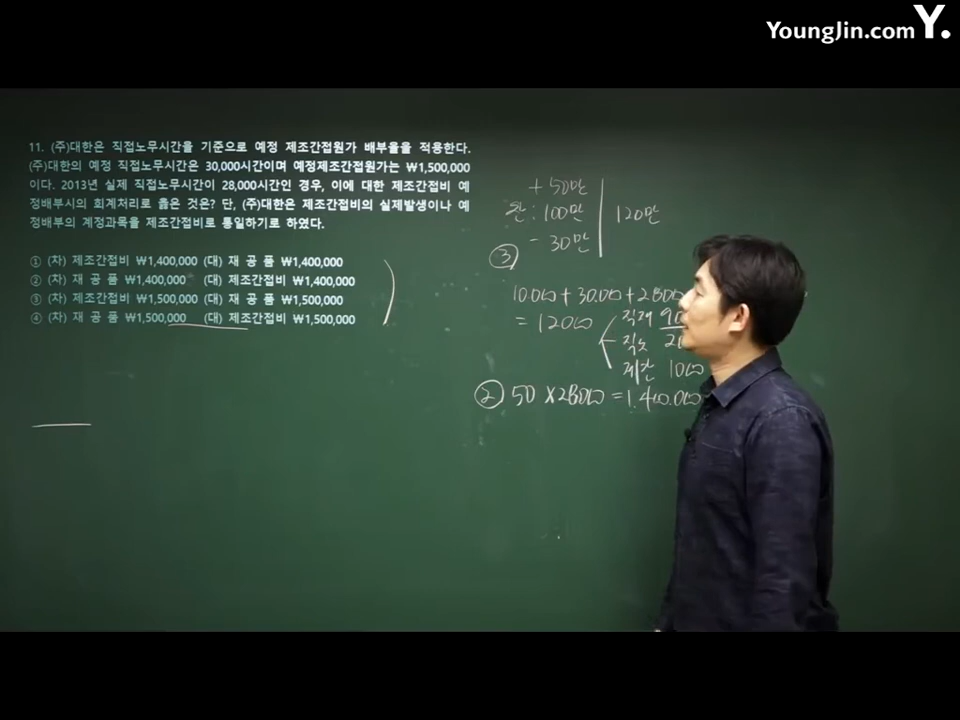 YoungJin.com Y.
11. (주)대한은 직접노무시간을 기준으로 예정 제조간접원가 배부율을 적용한다.
(주)대한의 예정 직접노무시간은 30,000시간이며 예정제조간접원가는 ₩1,500,000
이다. 2013년 실제 직접노무시간이 28,000시간인 경우, 이에 대한 제조간접비 예
정배부시의 회계처리로 옳은 것은? 단, (주)대한은 제조간접비의 실제발생이나 예
정배부의 계정과목을 제조간접비로 통일하기로 하였다.
① (차) 제조간접비 ₩1,400,000 (대) 재 공 품 ₩1,400,000
② (차) 재 공 품 ₩1,400,000 (대) 제조간접비 ₩1,400,000
③ (차) 제조간접비 ₩1,500,000 (대) 재 공 품 ₩1,500,000
④ (차) 재 공 품 ₩1,500,000 (대) 제조간접비 ₩1,500,000
+ 50만
완: 100만 120만
- 30만
③
= 120
직재
직노
제간
② 50